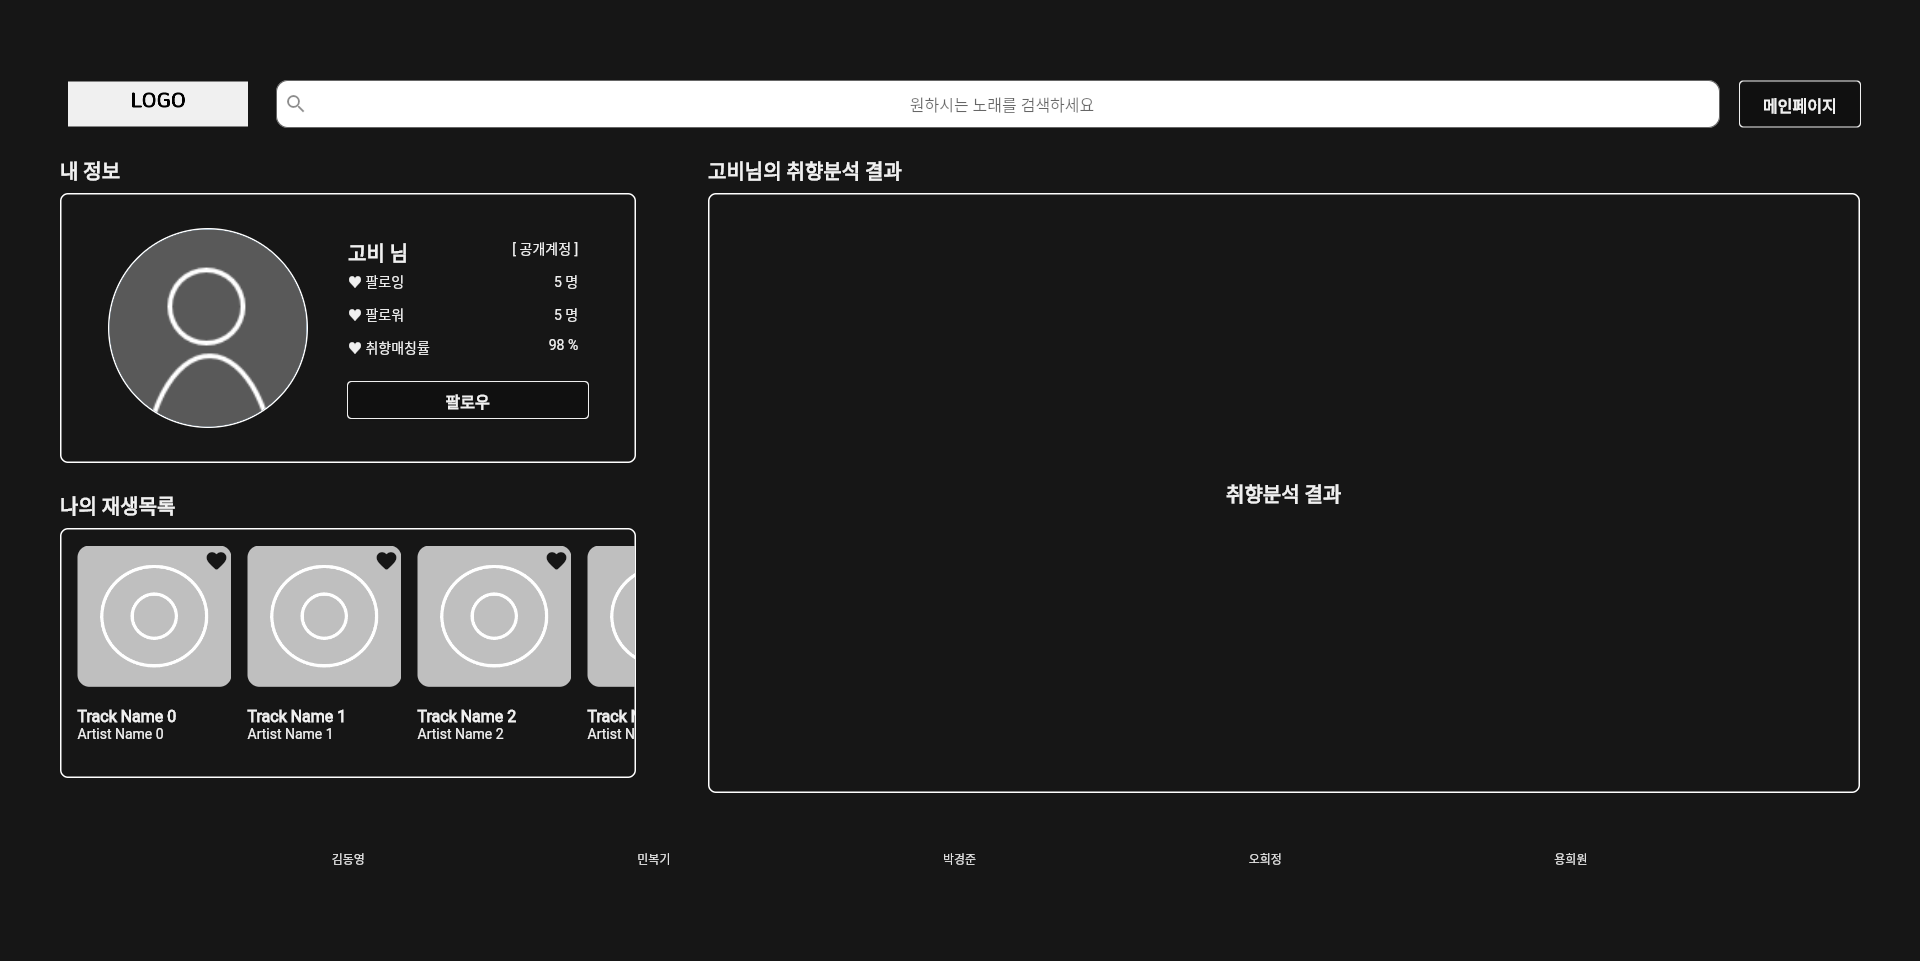 LOGO
원하시는 노래를 검색하세요
메인페이지
내 정보
고비 님
[ 공개계정 ]
♥ 팔로잉
5 명
♥ 팔로워
5 명
♥ 취향매칭률
98 %
팔로우
나의 재생목록
Track Name 0
Artist Name 0
Track Name 1
Artist Name 1
Track Name 2
Artist Name 2
Track
Artist
고비님의 취향분석 결과
취향분석 결과
김동영
민복기
박경준
오희정
용희원